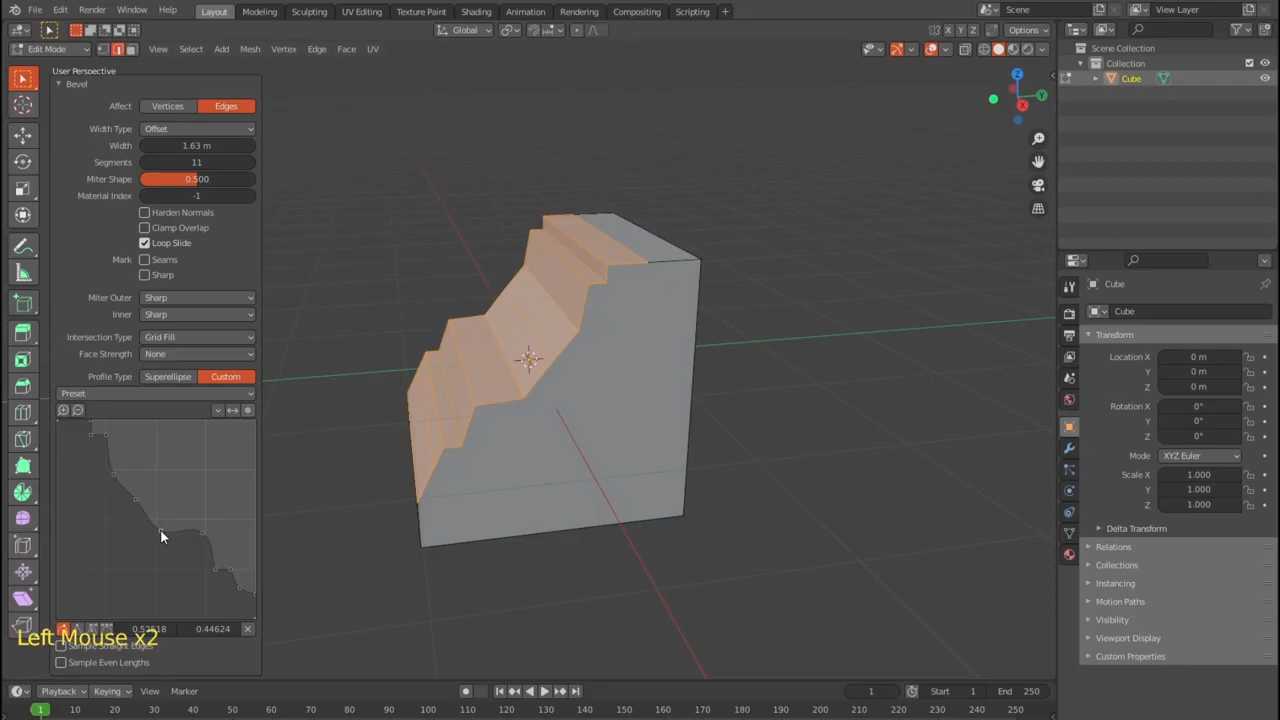 File Edit Render Window Help Layout Modeling Sculpting UV Editing Texture Paint Shading Animation Rendering Compositing Scripting + Scene View Layer
Global Options
Edit Mode View Select Add Mesh Vertex Edge Face UV
X Y Z
User Perspective
Bevel
Affect Vertices Edges
Width Type Offset
Width 1.63 m
Segments 11
Miter Shape 0.500
Material Index -1
Harden Normals
Clamp Overlap
Loop Slide
Mark Seams
Sharp
Miter Outer Sharp
Inner Sharp
Intersection Type Grid Fill
Face Strength None
Profile Type Superellipse Custom
Preset
0.44624
Left Mouse x2
Sample Straight Edges
Sample Even Lengths
Z
Y
X
Scene Collection
Collection
Cube
Cube
Cube
Transform
Location X 0 m
Y 0 m
Z 0 m
Rotation X 0°
Y 0°
Z 0°
Mode XYZ Euler
Scale X 1.000
Y 1.000
Z 1.000
Delta Transform
Relations
Collections
Instancing
Motion Paths
Visibility
Viewport Display
Custom Properties
Playback Keying View Marker 1 Start 1 End 250
1 10 20 30 40 50 60 70 80 90 100 110 120 130 140 150 160 170 180 190 200 210 220 230 240 250